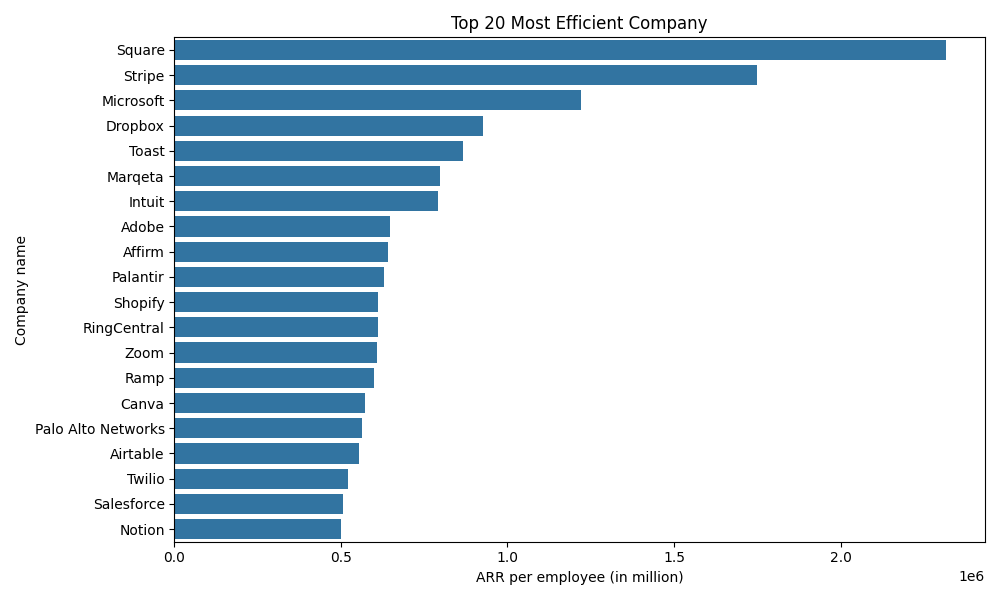 Top 20 Most Efficient Company
Company name
Square
Stripe
Microsoft
Dropbox
Toast
Marqeta
Intuit
Adobe
Affirm
Palantir
Shopify
RingCentral
Zoom
Ramp
Canva
Palo Alto Networks
Airtable
Twilio
Salesforce
Notion
0.0 0.5 1.0 1.5 2.0
1e6
ARR per employee (in million)